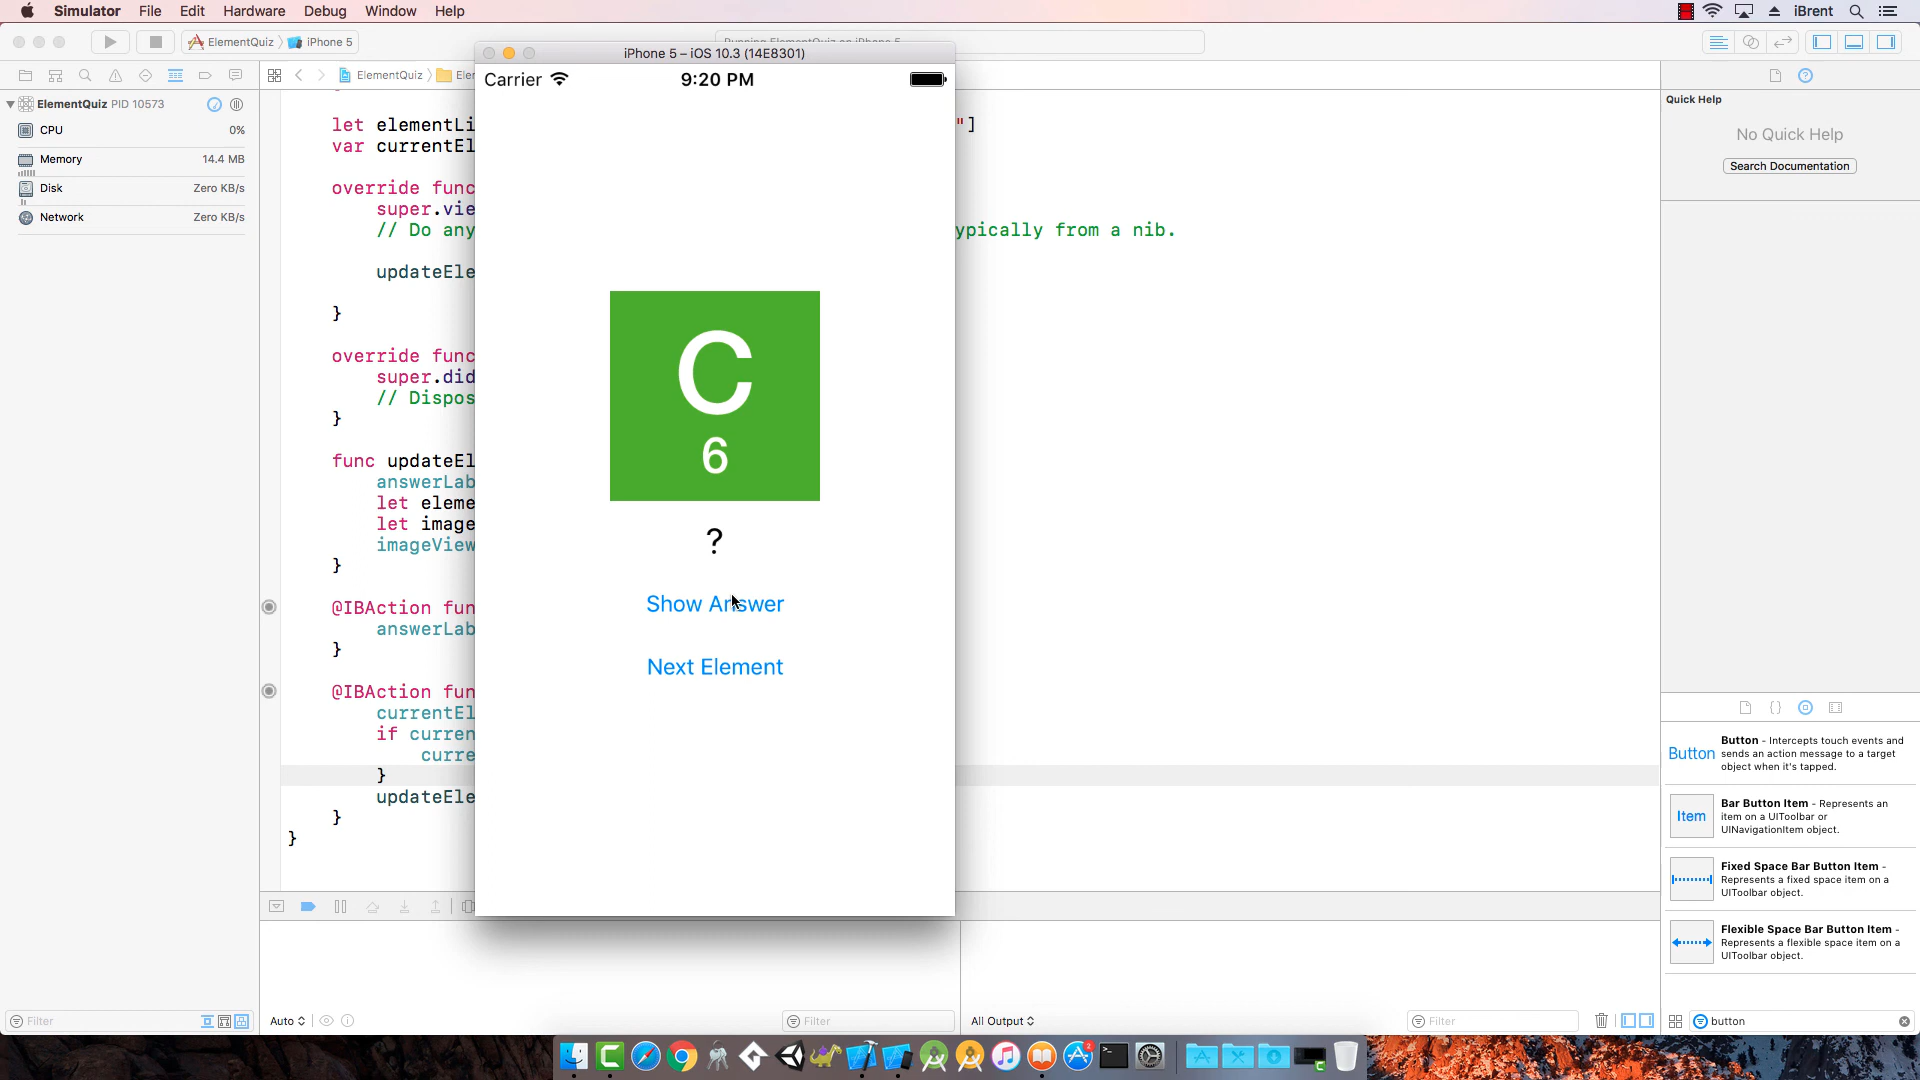 Simulator File Edit Hardware Debug Window Help iBrent
ElementQuiz iPhone 5
iPhone 5 – iOS 10.3 (14E8301)
ElementQuiz
Carrier 9:20 PM
ElementQuiz PID 10573
CPU 0%
Memory 14.4 MB
Disk Zero KB/s
Network Zero KB/s
let elementLi "]
var currentEl
override func
super.vie
// Do any ypically from a nib.
updateEle
}
override func
super.did
// Dispos
}
func updateEl
answerLab
let eleme
let image
imageView
}
@IBAction fun
answerLab
}
@IBAction fun
currentEl
if curren
curre
}
updateEle
}
}
C
6
?
Show Answer
Next Element
Quick Help
No Quick Help
Search Documentation
Button
Button - Intercepts touch events and
sends an action message to a target
object when it's tapped.
Item
Bar Button Item - Represents an
item on a UIToolbar or
UINavigationItem object.
Fixed Space Bar Button Item -
Represents a fixed space item on a
UIToolbar object.
Flexible Space Bar Button Item -
Represents a flexible space item on a
UIToolbar object.
Filter
Auto
Filter
All Output
Filter
button